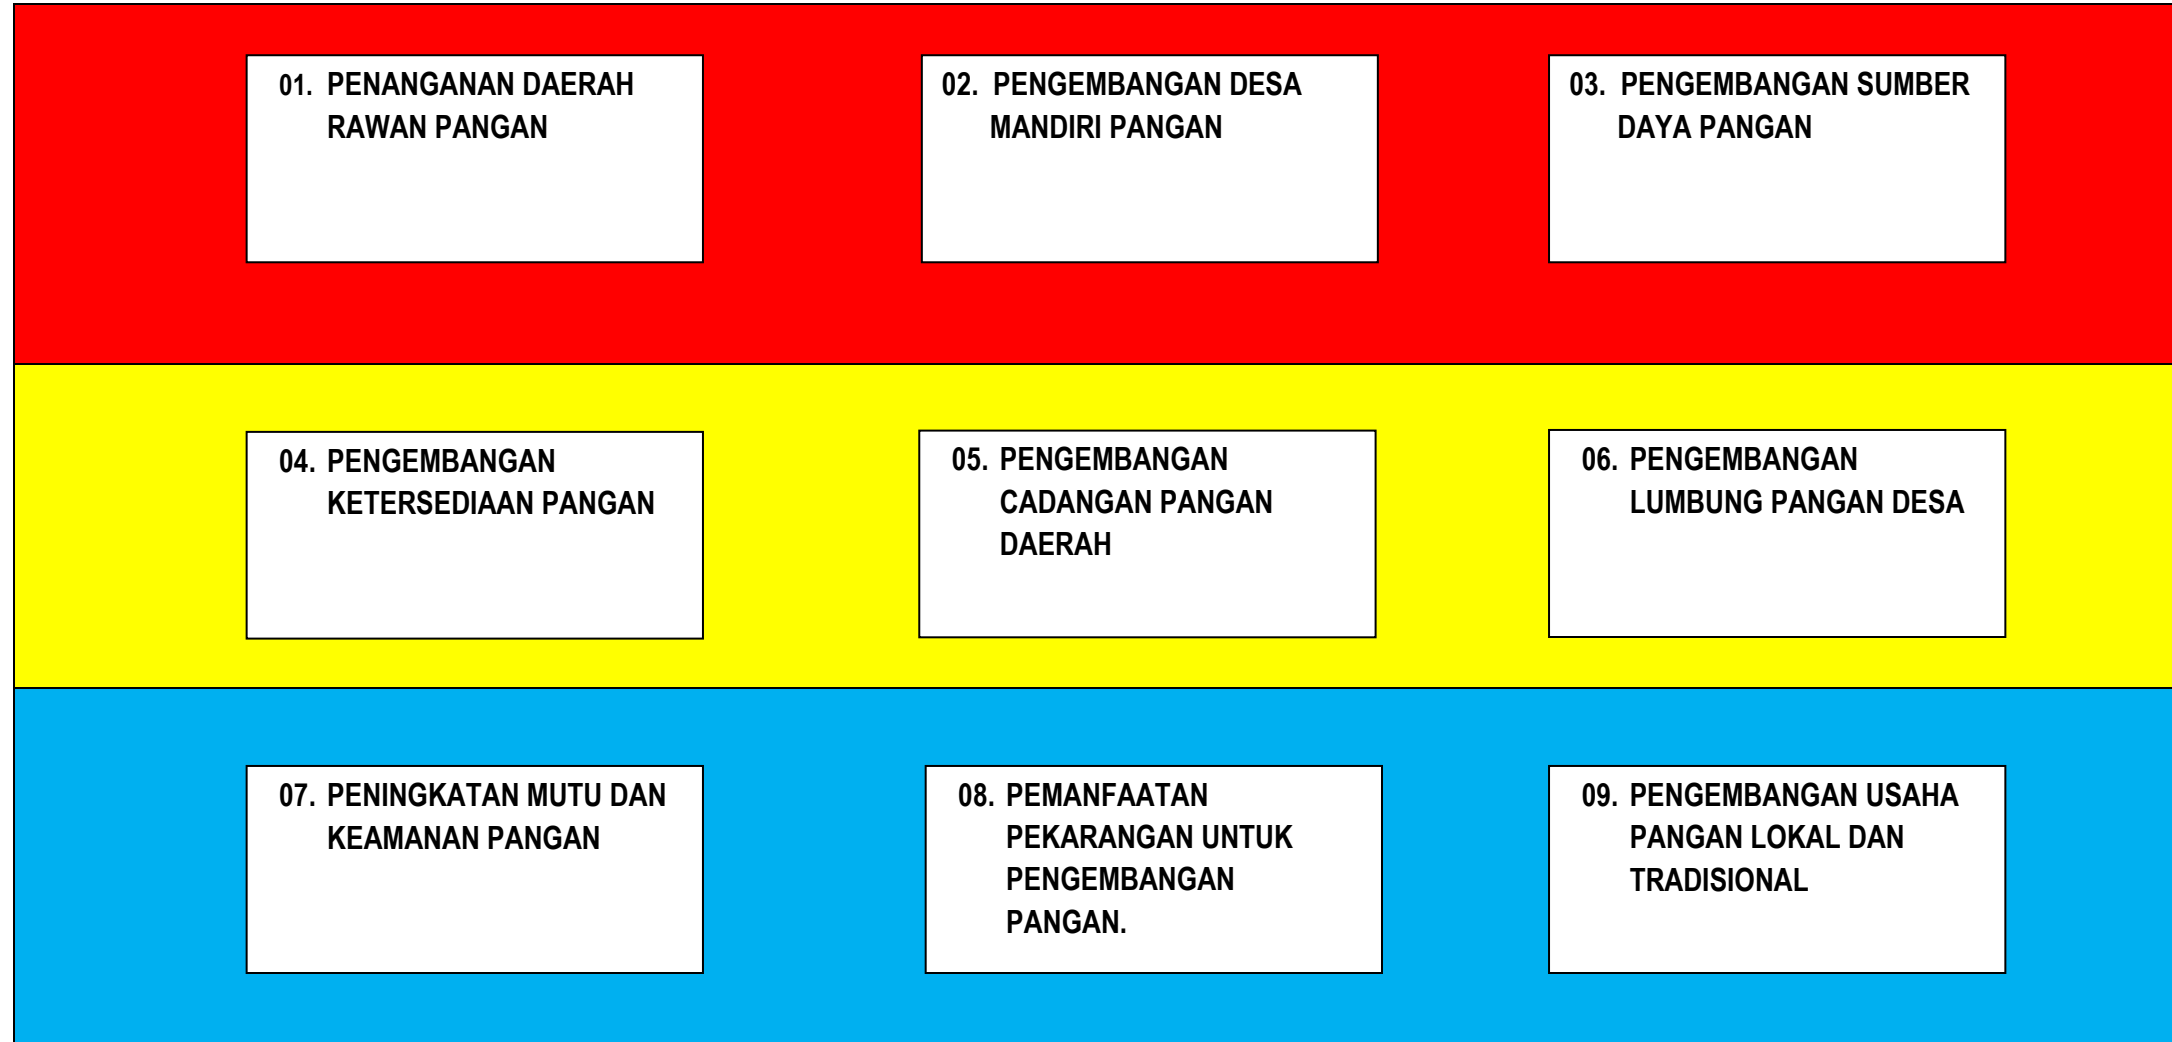 01. PENANGANAN DAERAH
RAWAN PANGAN
02. PENGEMBANGAN DESA
MANDIRI PANGAN
03. PENGEMBANGAN SUMBER
DAYA PANGAN
04. PENGEMBANGAN
KETERSEDIAAN PANGAN
05. PENGEMBANGAN
CADANGAN PANGAN
DAERAH
06. PENGEMBANGAN
LUMBUNG PANGAN DESA
07. PENINGKATAN MUTU DAN
KEAMANAN PANGAN
08. PEMANFAATAN
PEKARANGAN UNTUK
PENGEMBANGAN
PANGAN.
09. PENGEMBANGAN USAHA
PANGAN LOKAL DAN
TRADISIONAL